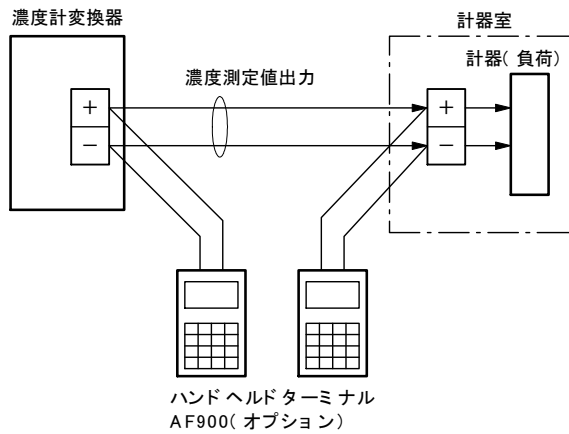 濃度計変換器
計器室
計器(負荷)
濃度測定値出力
+
−
+
−
ハンドヘルドターミナル
AF900(オプション)